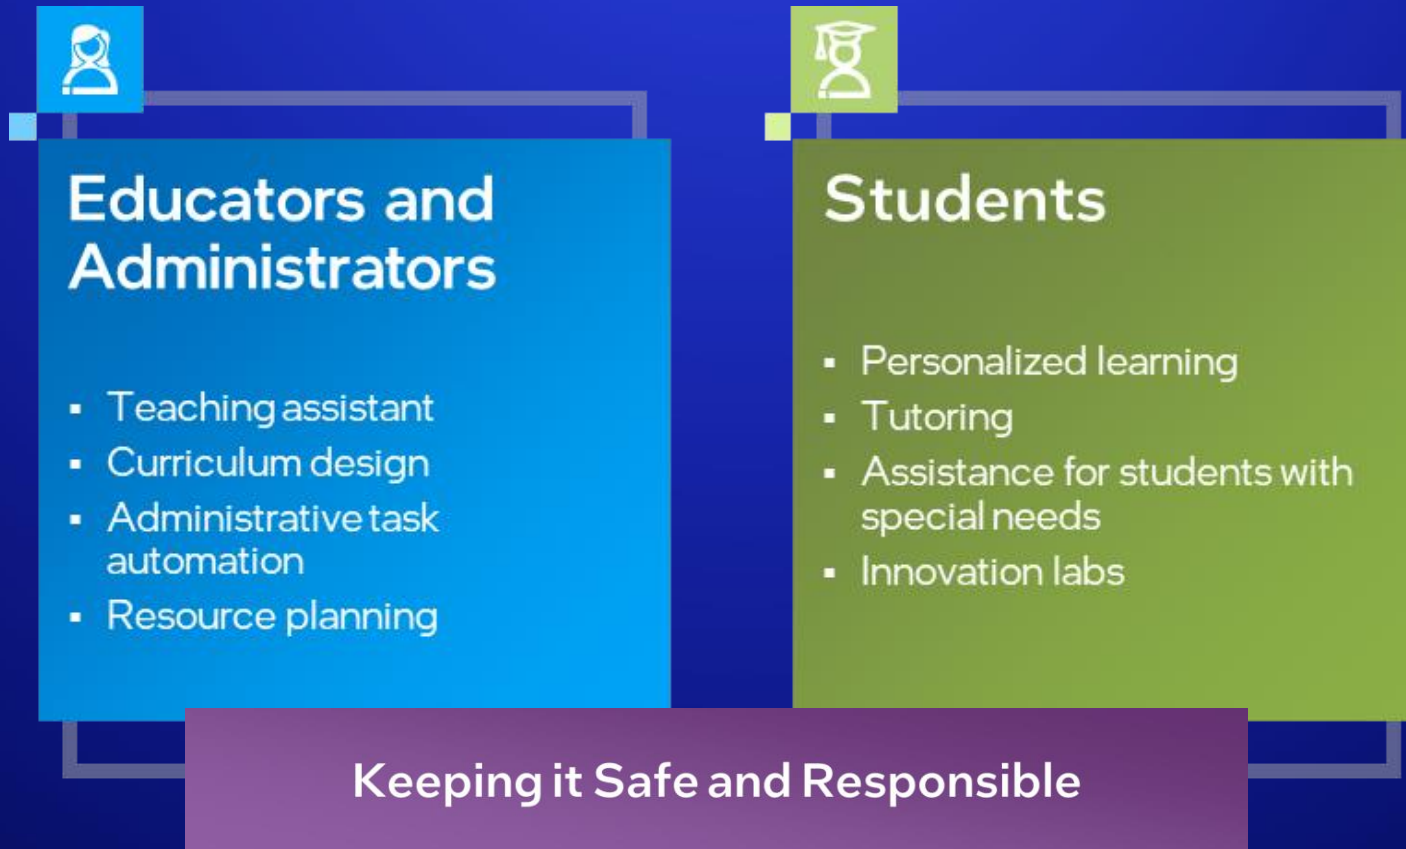 Educators and
Administrators
▪ Teaching assistant
▪ Curriculum design
▪ Administrative task
automation
▪ Resource planning
Students
▪ Personalized learning
▪ Tutoring
▪ Assistance for students with
special needs
▪ Innovation labs
Keeping it Safe and Responsible